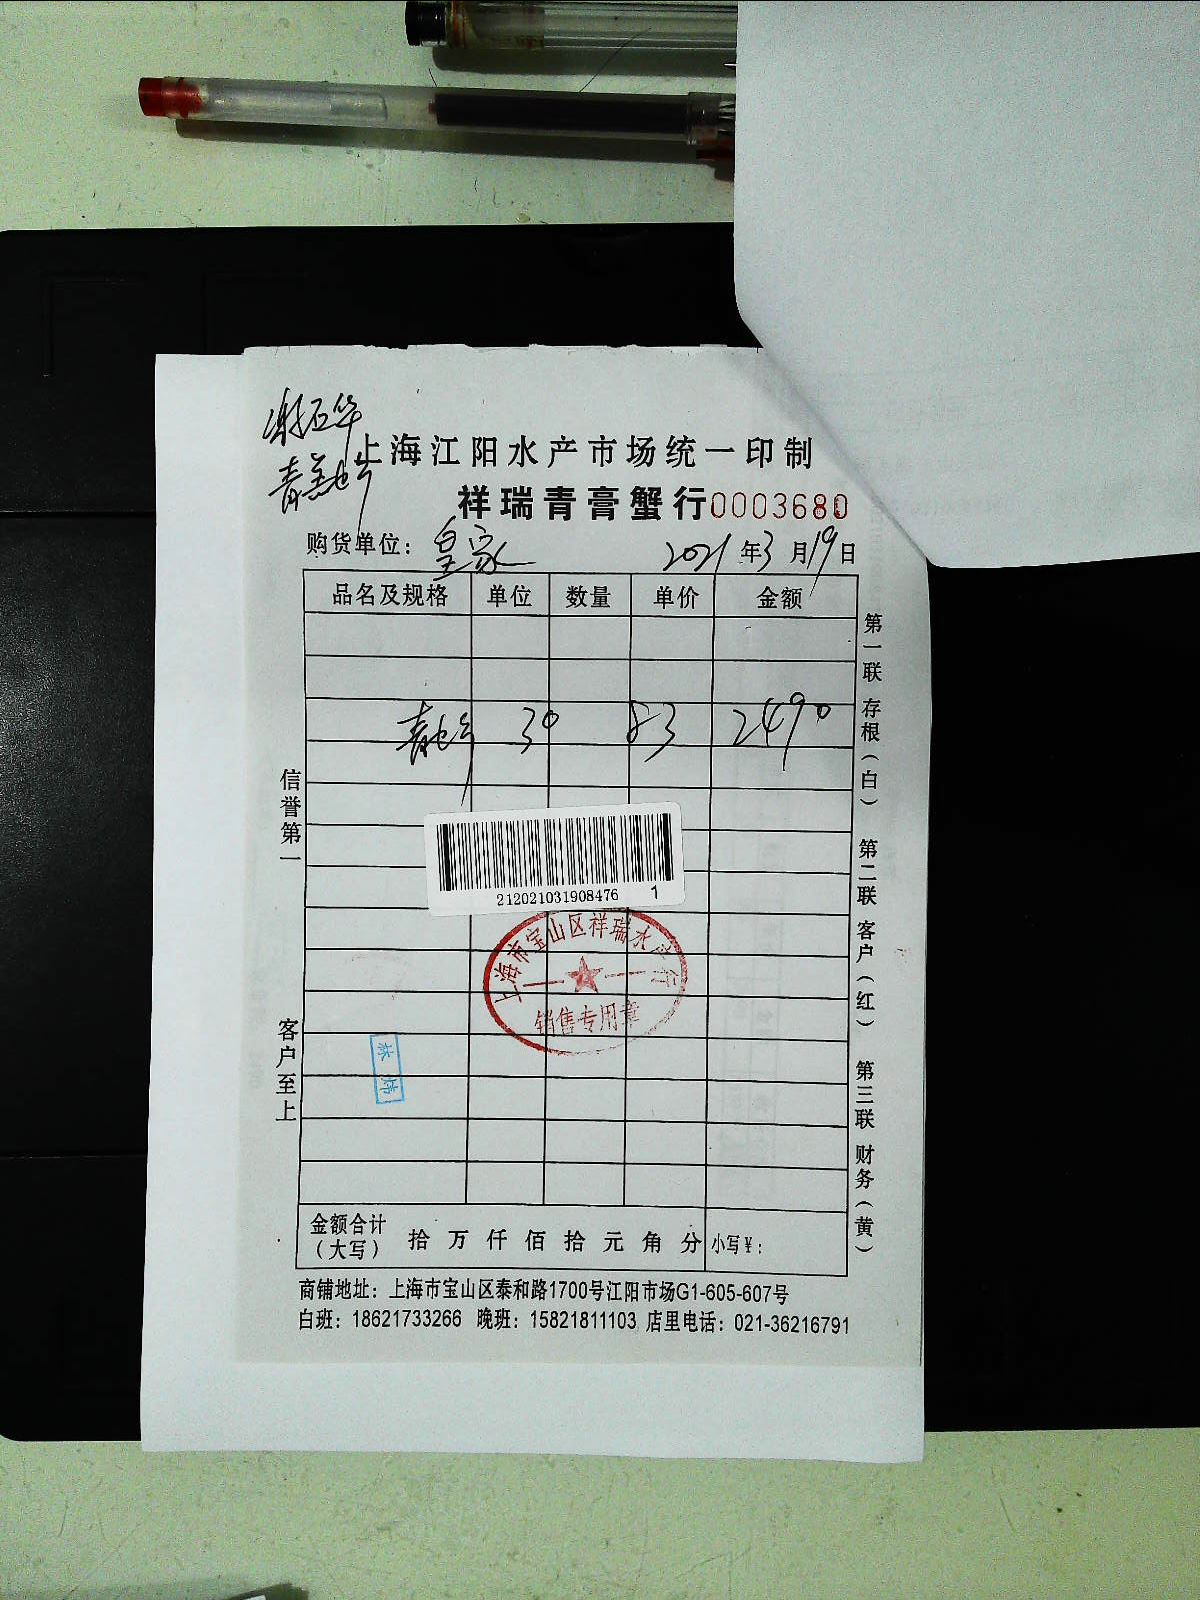 上海江阳水产市场统一印制
祥瑞青膏蟹行0003680
购货单位：皇家 2021年3月19日
品名及规格 单位 数量 单价 金额
30 83 2490
212021031908476 1
上海市宝山区祥瑞水产行
销售专用章
林炜
信誉第一 客户至上
第一联 存根（白） 第二联 客户（红） 第三联 财务（黄）
金额合计（大写） 拾 万 仟 佰 拾 元 角 分 小写￥：
商铺地址：上海市宝山区泰和路1700号江阳市场G1-605-607号
白班：18621733266 晚班：15821811103 店里电话：021-36216791